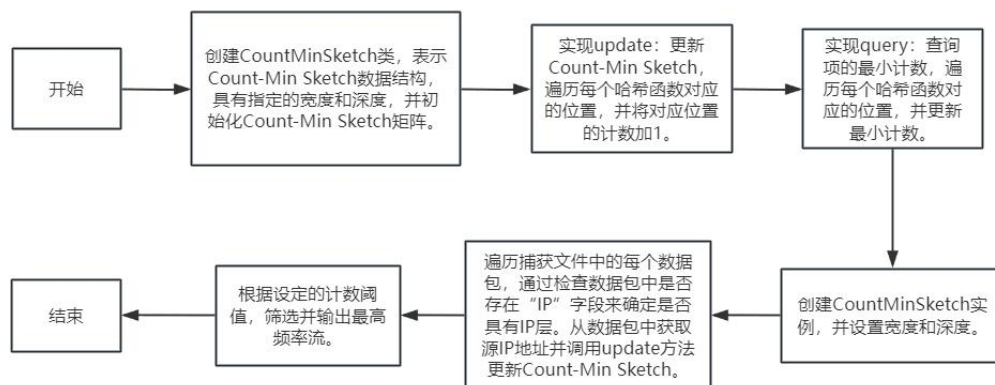 开始
创建CountMinSketch类，表示
Count-Min Sketch数据结构，
具有指定的宽度和深度，并初
始化Count-Min Sketch矩阵。
实现update：更新
Count-Min Sketch，
遍历每个哈希函数对应
的位置，并将对应位置
的计数加1。
实现query：查询
项的最小计数，遍
历每个哈希函数对
应的位置，并更新
最小计数。
创建CountMinSketch实
例，并设置宽度和深度。
遍历捕获文件中的每个数据
包，通过检查数据包中是否
存在“IP”字段来确定是否
具有IP层。从数据包中获取
源IP地址并调用update方法
更新Count-Min Sketch。
根据设定的计数阈
值，筛选并输出最高
频率流。
结束